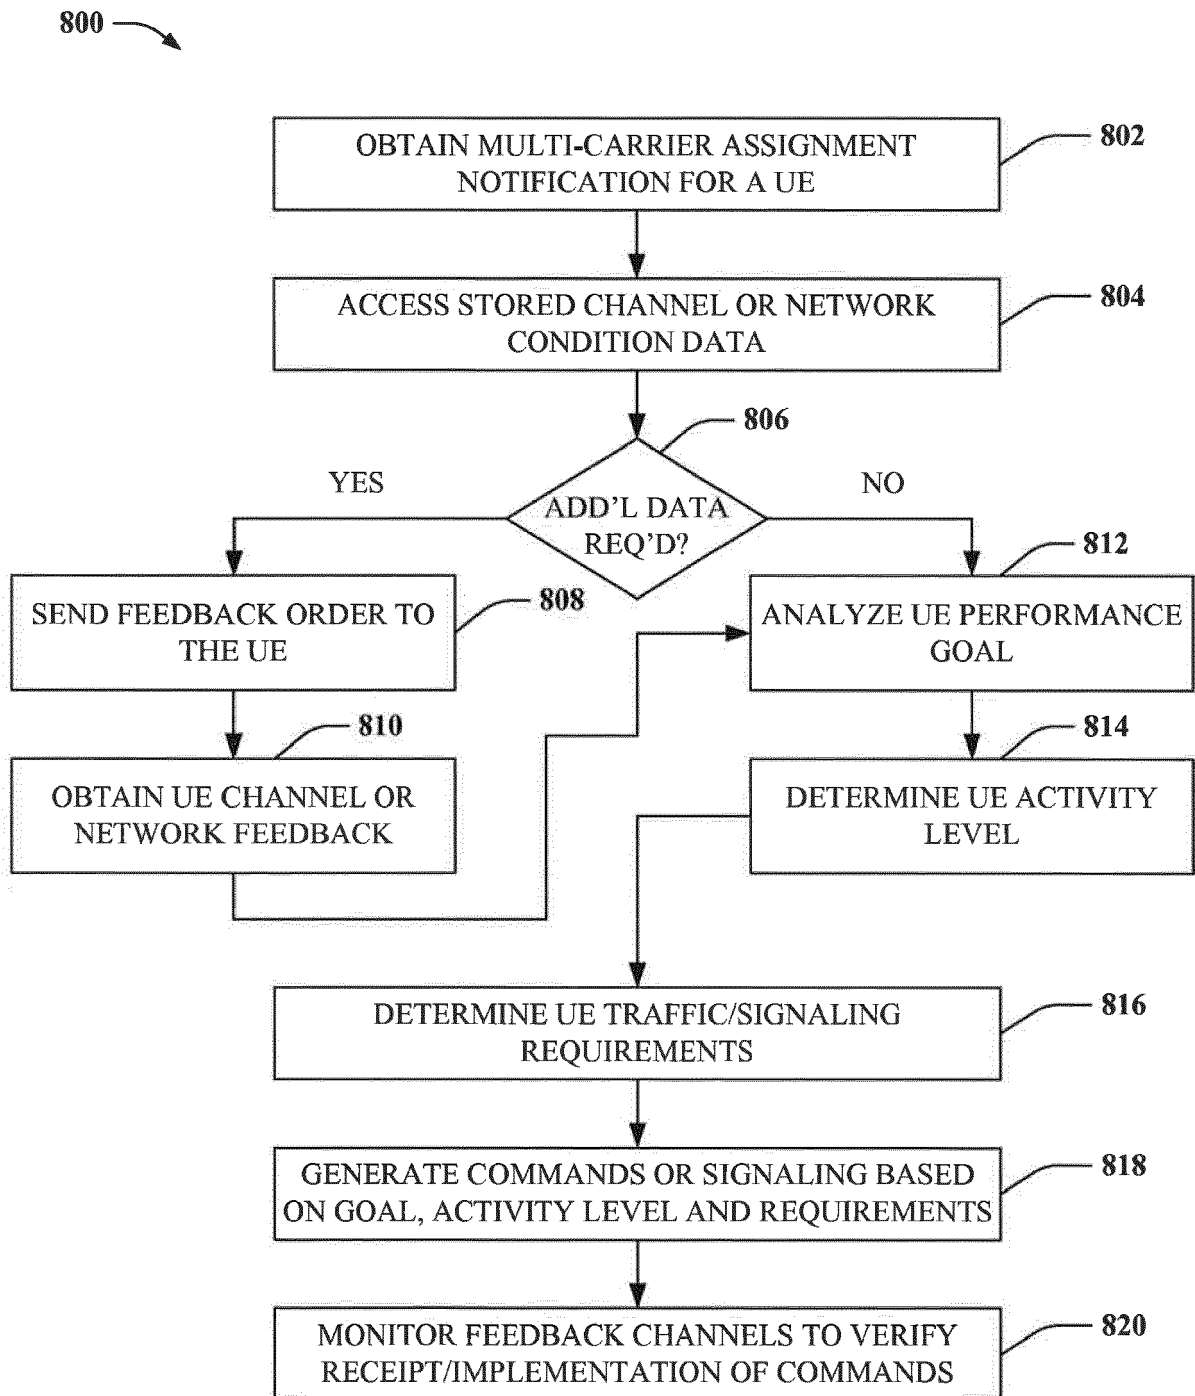 800
OBTAIN MULTI-CARRIER ASSIGNMENT
NOTIFICATION FOR A UE
802
ACCESS STORED CHANNEL OR NETWORK
CONDITION DATA
804
806
YES
NO
ADD'L DATA
REQ'D?
SEND FEEDBACK ORDER TO
THE UE
808
812
ANALYZE UE PERFORMANCE
GOAL
810
OBTAIN UE CHANNEL OR
NETWORK FEEDBACK
814
DETERMINE UE ACTIVITY
LEVEL
DETERMINE UE TRAFFIC/SIGNALING
REQUIREMENTS
816
GENERATE COMMANDS OR SIGNALING BASED
ON GOAL, ACTIVITY LEVEL AND REQUIREMENTS
818
MONITOR FEEDBACK CHANNELS TO VERIFY
RECEIPT/IMPLEMENTATION OF COMMANDS
820